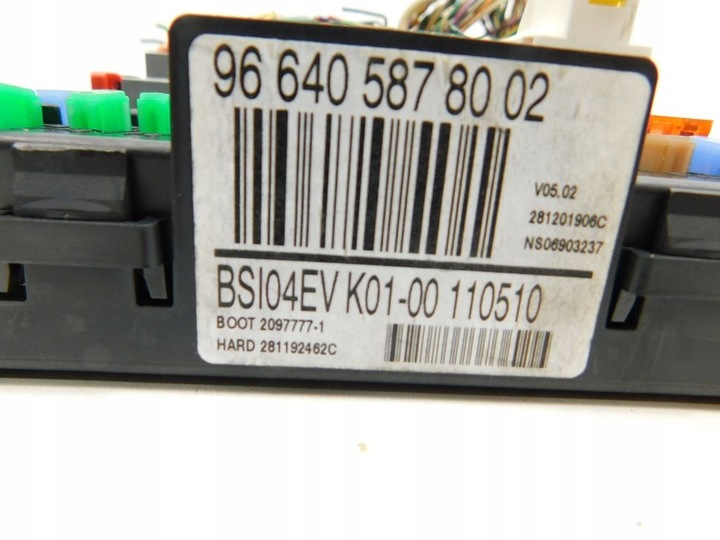 96 640 587 80 02
V05.02
281201906C
NS06903237
BSI04EV K01-00 110510
BOOT 2097777-1
HARD 281192462C